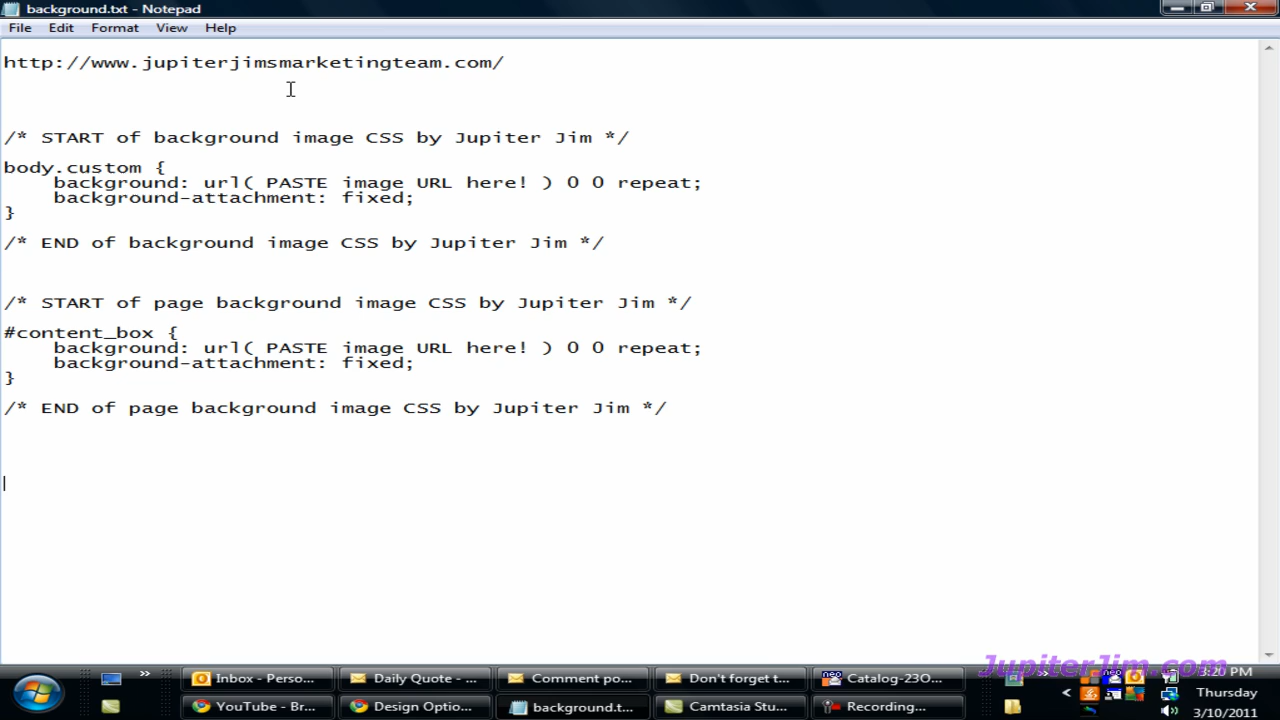 background.txt - Notepad
File Edit Format View Help
http://www.jupiterjimsmarketingteam.com/
/* START of background image CSS by Jupiter Jim */
body.custom {
background: url( PASTE image URL here! ) 0 0 repeat;
background-attachment: fixed;
}
/* END of background image CSS by Jupiter Jim */
/* START of page background image CSS by Jupiter Jim */
#content_box {
background: url( PASTE image URL here! ) 0 0 repeat;
background-attachment: fixed;
}
/* END of page background image CSS by Jupiter Jim */
JupiterJim.com
Inbox - Perso... Daily Quote - ... Comment po... Don't forget t... Catalog-23O... neo 3:20 PM
YouTube - Br... Design Optio... background.t... Camtasia Stu... Recording... Thursday
3/10/2011